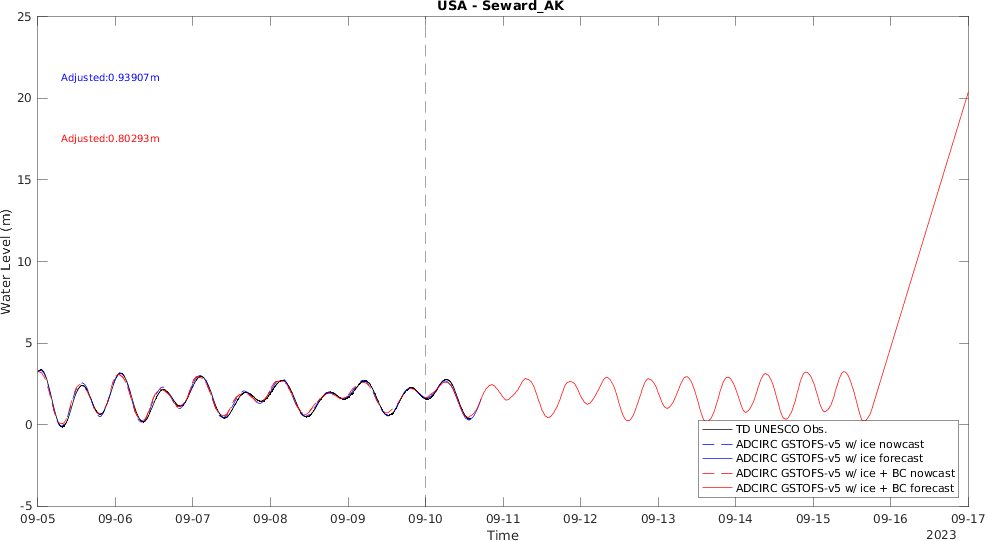 USA - Seward_AK
25
20
15
10
5
0
-5
Water Level (m)
Adjusted:0.93907m
Adjusted:0.80293m
TD UNESCO Obs.
ADCIRC GSTOFS-v5 w/ ice nowcast
ADCIRC GSTOFS-v5 w/ ice forecast
ADCIRC GSTOFS-v5 w/ ice + BC nowcast
ADCIRC GSTOFS-v5 w/ ice + BC forecast
09-05 09-06 09-07 09-08 09-09 09-10 09-11 09-12 09-13 09-14 09-15 09-16 09-17
Time
2023